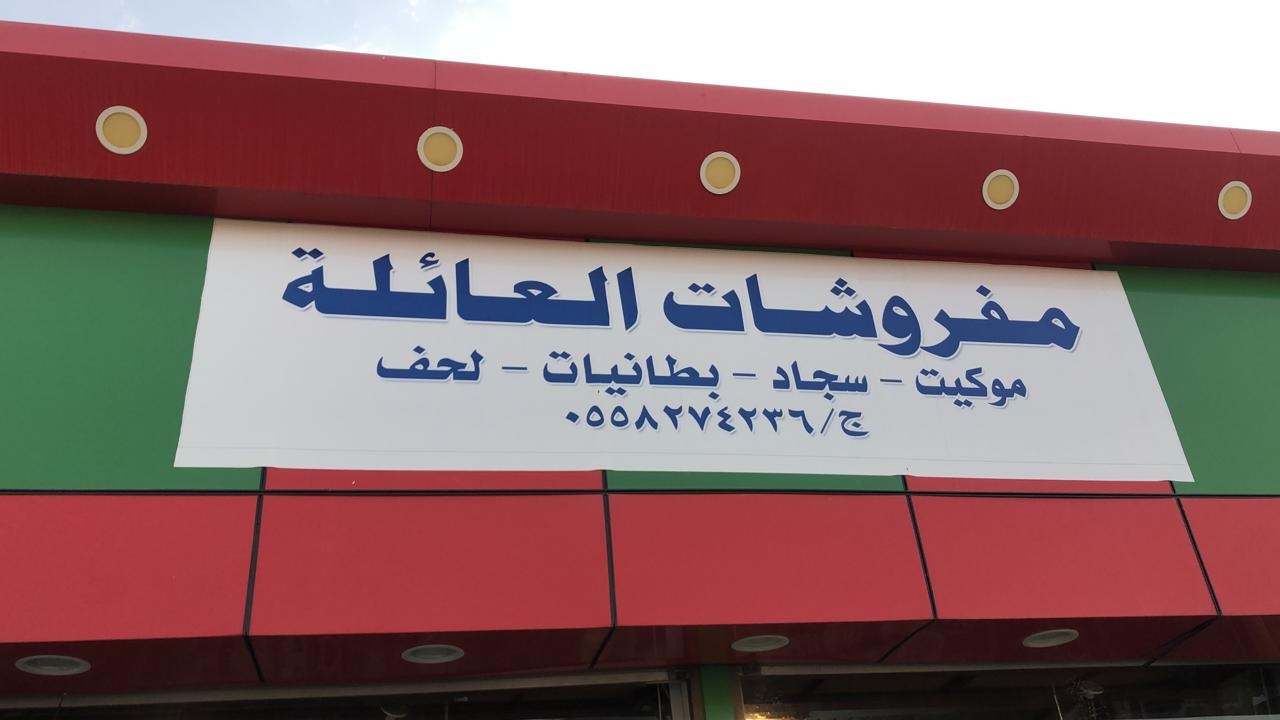 مفروشات العائلة
موكيت - سجاد - بطانيات - لحف
ج/٠٥٥٨٢٧٤٢٣٦